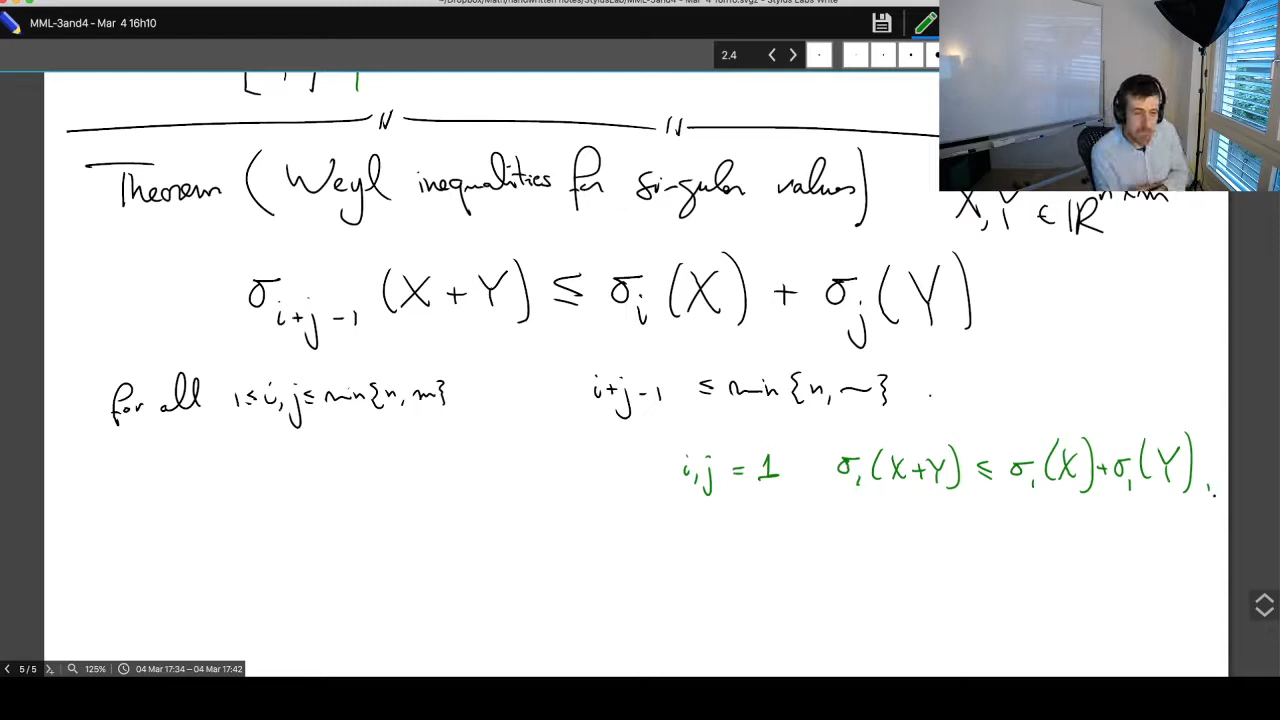 MML-3and4 - Mar 4 16h10
2.4
Theorem (Weyl inequalities for singular values)
X, Y ∈ ℝ^{n×m}
σ_{i+j-1} (X+Y) ≤ σ_i (X) + σ_j (Y)
for all 1≤i,j≤min{n,m} i+j-1 ≤ min{n,m}.
i,j = 1 σ_1(X+Y) ≤ σ_1(X)+σ_1(Y),
5/5 125% 04 Mar 17:34 – 04 Mar 17:42